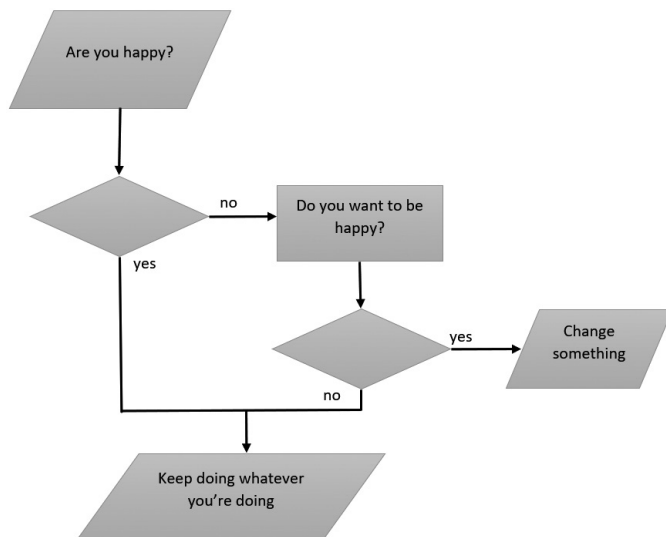 Are you happy?
no
Do you want to be
happy?
yes
yes
Change
something
no
Keep doing whatever
you’re doing